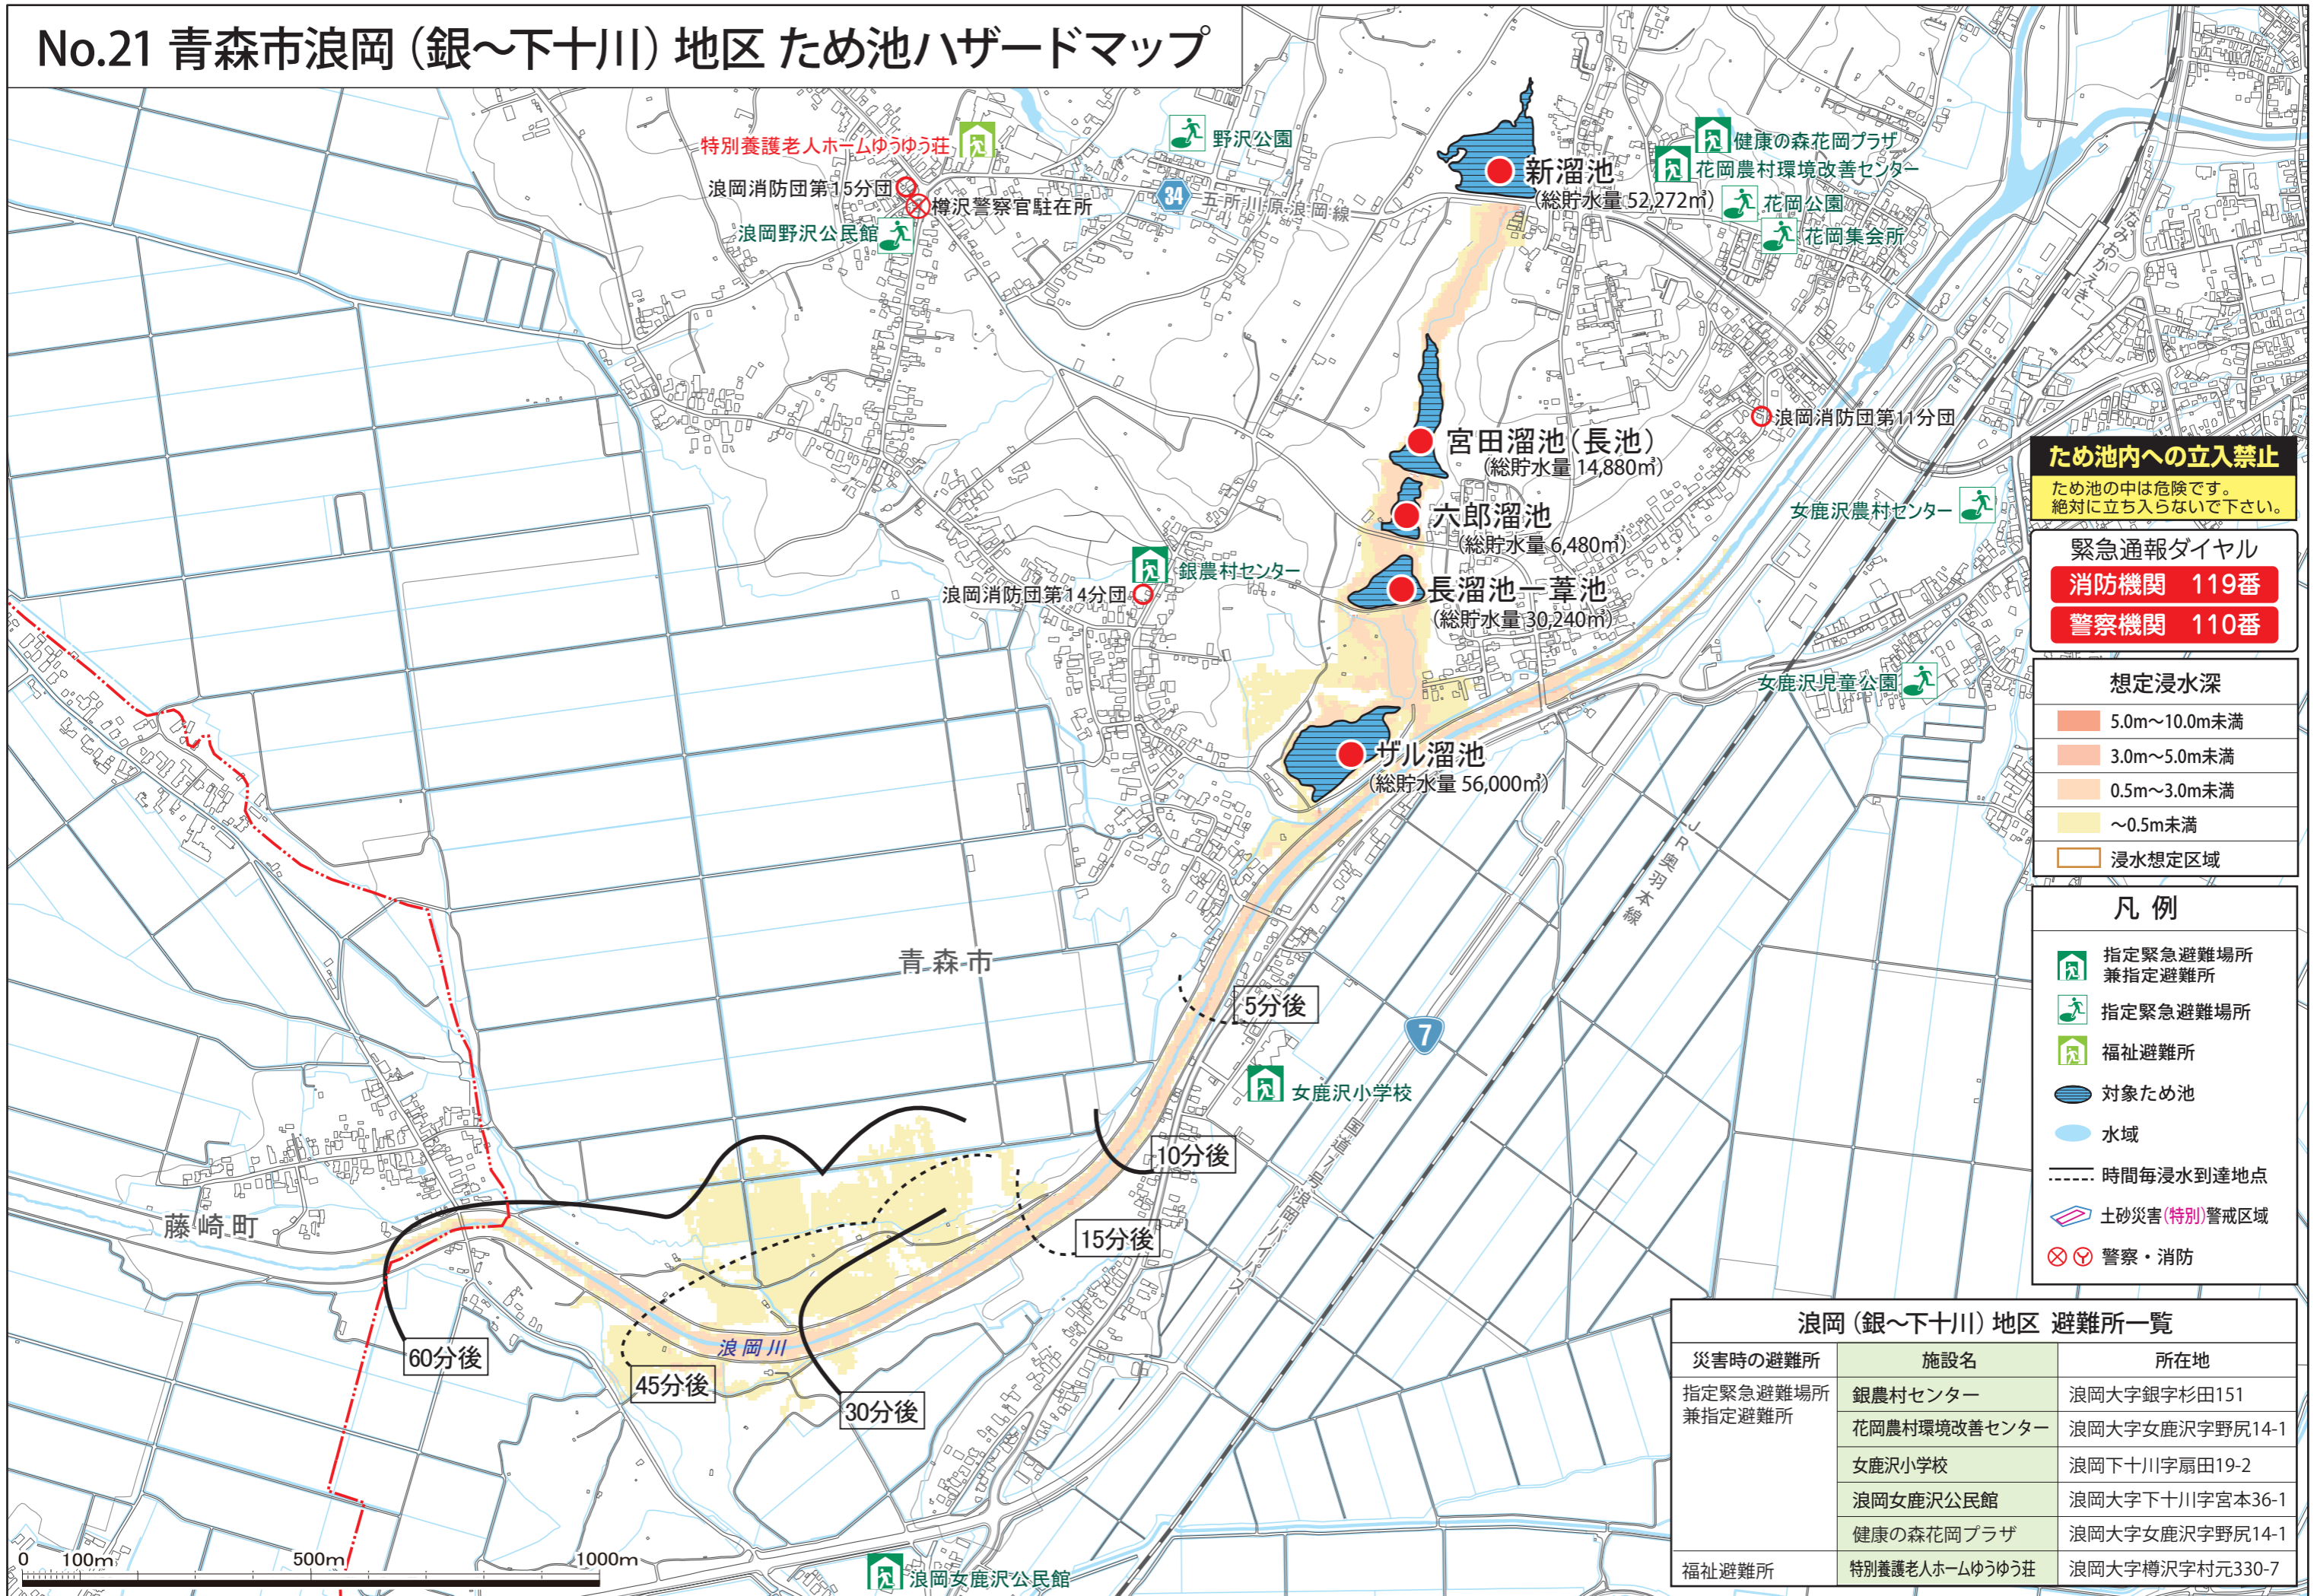 No.21 青森市浪岡（銀～下十川）地区 ため池ハザードマップ
特別養護老人ホームゆうゆう荘
野沢公園
健康の森花岡プラザ
花岡農村環境改善センター
浪岡消防団第15分団
樽沢警察官駐在所
34
五所川原浪岡線
新溜池
(総貯水量 52,272㎥)
花岡公園
浪岡野沢公民館
花岡集会所
なみおかえき
浪岡消防団第11分団
宮田溜池(長池)
(総貯水量 14,880㎥)
ため池内への立入禁止
ため池の中は危険です。
絶対に立ち入らないで下さい。
女鹿沢農村センター
六郎溜池
(総貯水量 6,480㎥)
緊急通報ダイヤル
消防機関　119番
警察機関　110番
銀農村センター
浪岡消防団第14分団
長溜池一葦池
(総貯水量 30,240㎥)
女鹿沢児童公園
想定浸水深
5.0m～10.0m未満
3.0m～5.0m未満
0.5m～3.0m未満
～0.5m未満
浸水想定区域
ザル溜池
(総貯水量 56,000㎥)
JR奥羽本線
凡 例
指定緊急避難場所
兼指定避難所
指定緊急避難場所
福祉避難所
対象ため池
水域
時間毎浸水到達地点
土砂災害(特別)警戒区域
警察・消防
青森市
5分後
7
女鹿沢小学校
国道7号浪岡バイパス
10分後
15分後
藤崎町
浪岡川
60分後
45分後
30分後
浪岡（銀～下十川）地区 避難所一覧
災害時の避難所 施設名 所在地
指定緊急避難場所
兼指定避難所
銀農村センター 浪岡大字銀字杉田151
花岡農村環境改善センター 浪岡大字女鹿沢字野尻14-1
女鹿沢小学校 浪岡下十川字扇田19-2
浪岡女鹿沢公民館 浪岡大字下十川字宮本36-1
健康の森花岡プラザ 浪岡大字女鹿沢字野尻14-1
福祉避難所 特別養護老人ホームゆうゆう荘 浪岡大字樽沢字村元330-7
0 100m 500m 1000m
浪岡女鹿沢公民館